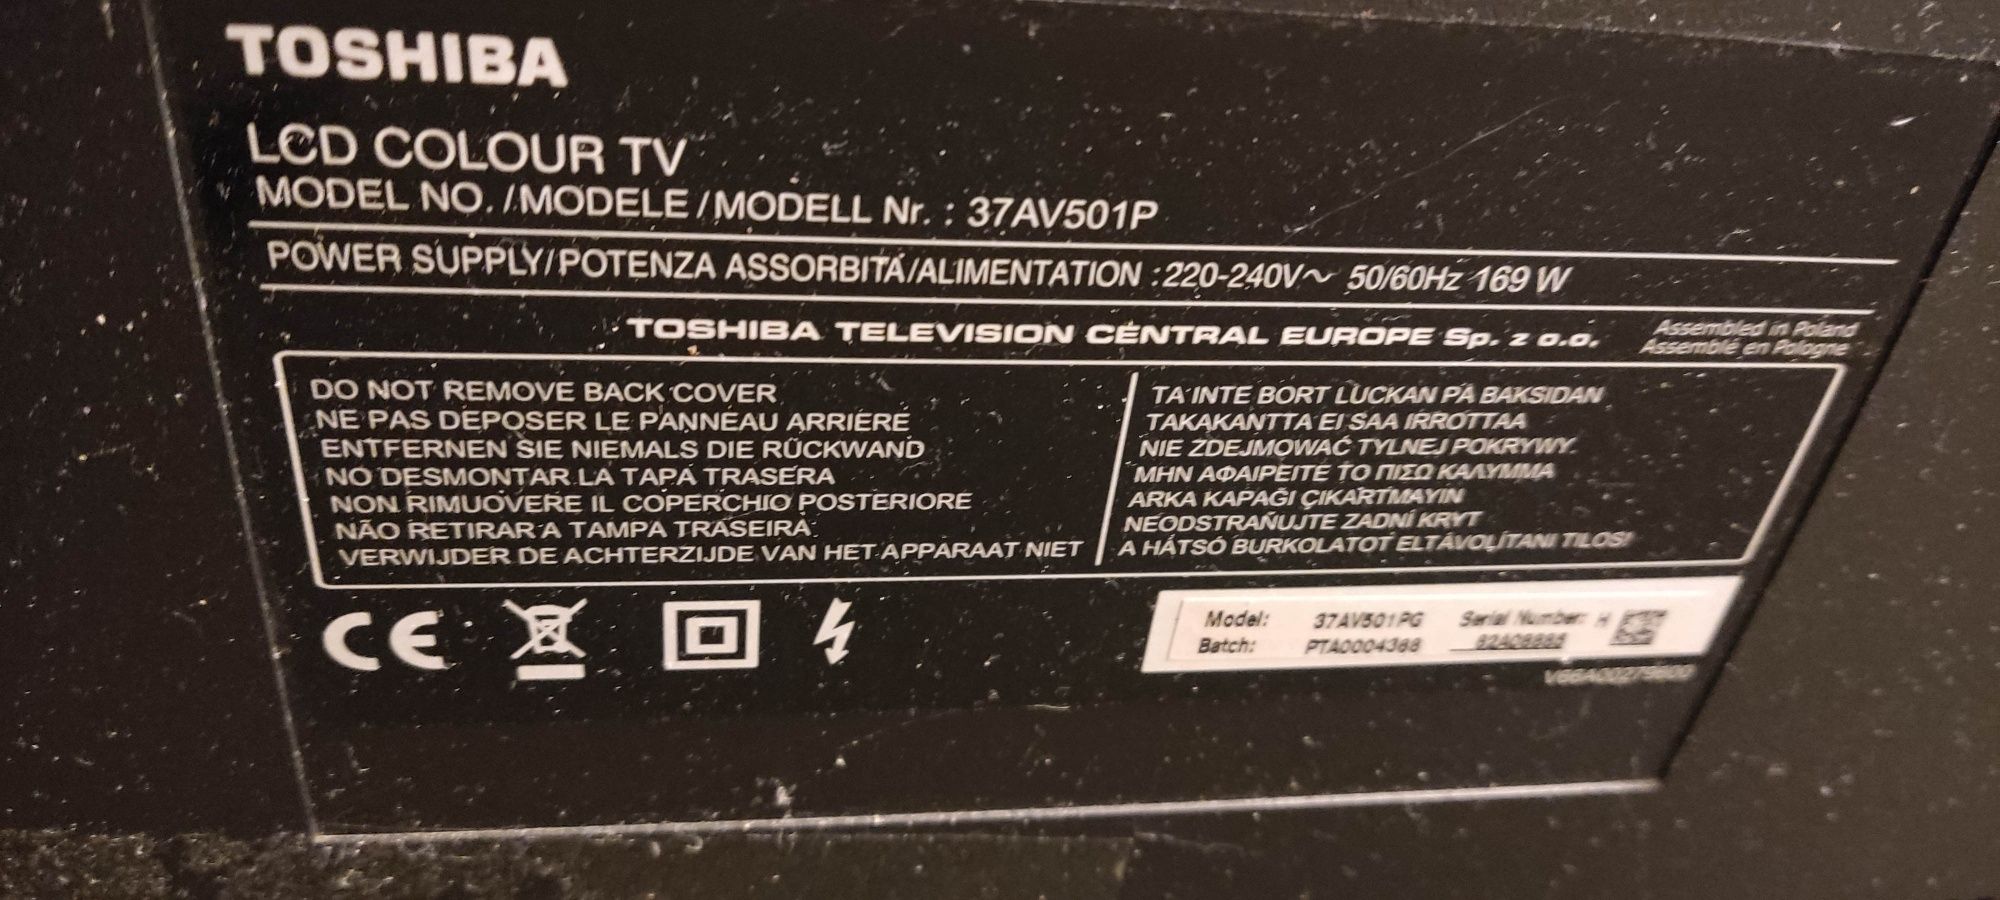 TOSHIBA
LCD COLOUR TV
MODEL NO. / MODELE / MODELL Nr. : 37AV501P
POWER SUPPLY/POTENZA ASSORBITA/ALIMENTATION : 220-240V~ 50/60Hz 169 W
TOSHIBA TELEVISION CENTRAL EUROPE Sp. z o.o.
Assembled in Poland
Assemblé en Pologne
DO NOT REMOVE BACK COVER
NE PAS DEPOSER LE PANNEAU ARRIERE
ENTFERNEN SIE NIEMALS DIE RÜCKWAND
NO DESMONTAR LA TAPA TRASERA
NON RIMUOVERE IL COPERCHIO POSTERIORE
NÃO RETIRAR A TAMPA TRASEIRA
VERWIJDER DE ACHTERZIJDE VAN HET APPARAAT NIET
TA INTE BORT LUCKAN PÅ BAKSIDAN
TAKAKANTTA EI SAA IRROTTAA
NIE ZDEJMOWAĆ TYLNEJ POKRYWY
ΜΗΝ ΑΦΑΙΡΕΙΤΕ ΤΟ ΠΙΣΩ ΚΑΛΥΜΜΑ
ARKA KAPAĞI ÇIKARTMAYIN
NEODSTRAŇUJTE ZADNÍ KRYT
A HÁTSÓ BURKOLATOT ELTÁVOLÍTANI TILOS!
CE
Model: 37AV501PG Serial Number: H
Batch: PTA0004368